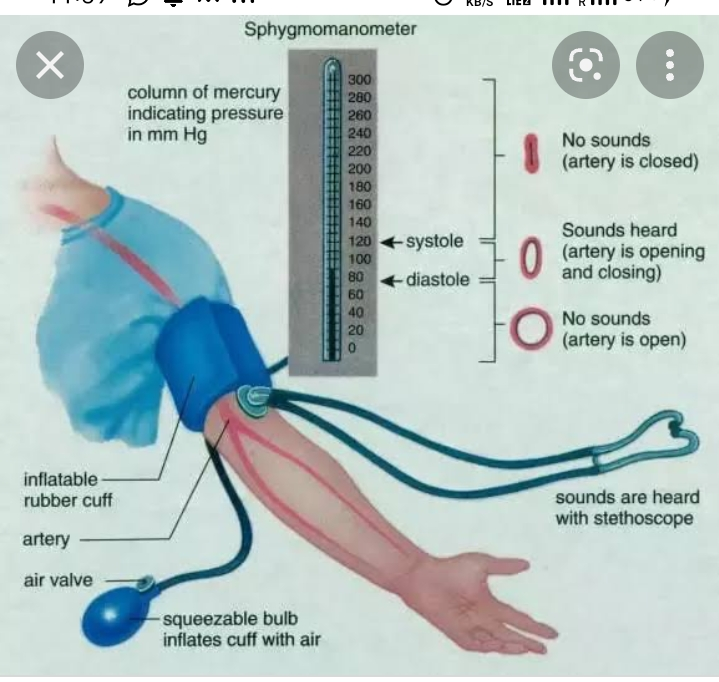 KB/S
R
Sphygmomanometer
column of mercury
indicating pressure
in mm Hg
300
280
260
240
220
200
180
160
140
120
100
80
60
40
20
0
systole
diastole
No sounds
(artery is closed)
Sounds heard
(artery is opening
and closing)
No sounds
(artery is open)
inflatable
rubber cuff
artery
air valve
squeezable bulb
inflates cuff with air
sounds are heard
with stethoscope